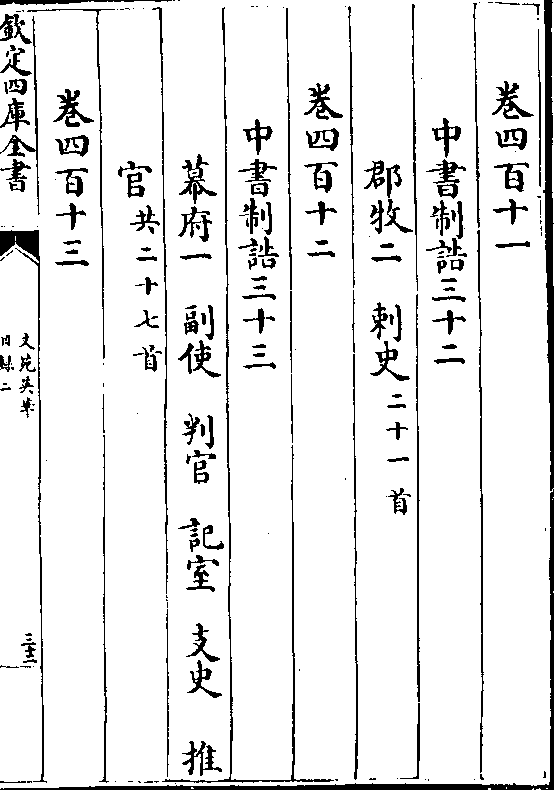 卷四百十一
中書制誥三十二
郡牧二 刺史二十一首
卷四百十二
中書制誥三十三
幕府一 副使 判官 記室 支史 推
官共二十七首
卷四百十三
欽定四庫全書
文苑英華
目録二
三十二